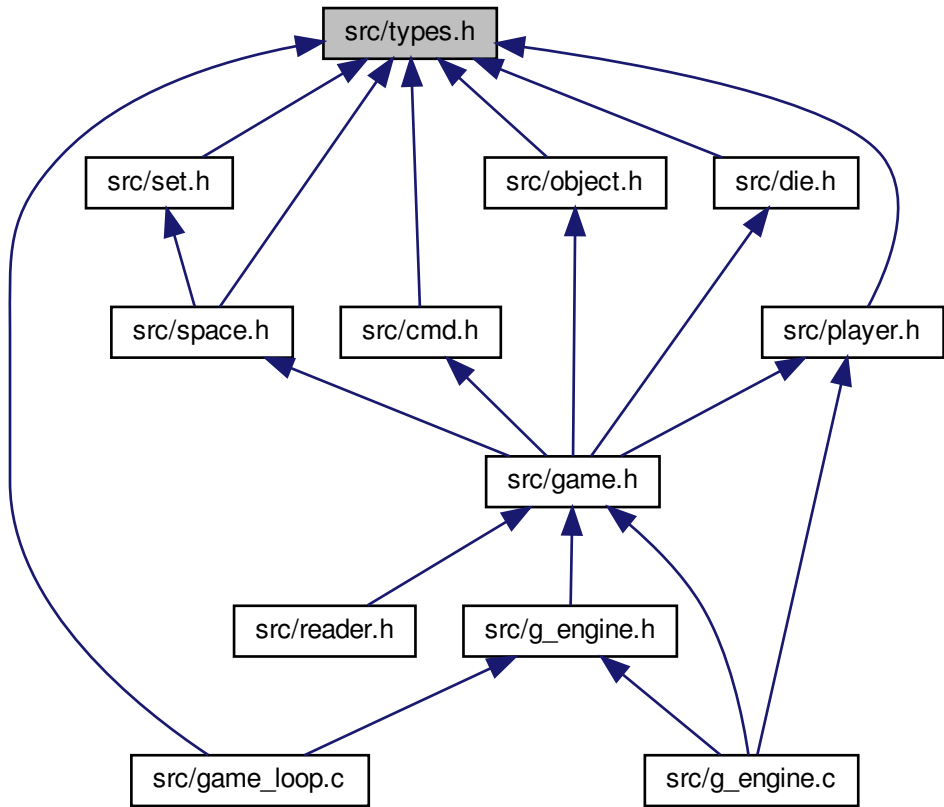 src/types.h
src/set.h
src/object.h
src/die.h
src/space.h
src/cmd.h
src/player.h
src/game.h
src/reader.h
src/g_engine.h
src/game_loop.c
src/g_engine.c